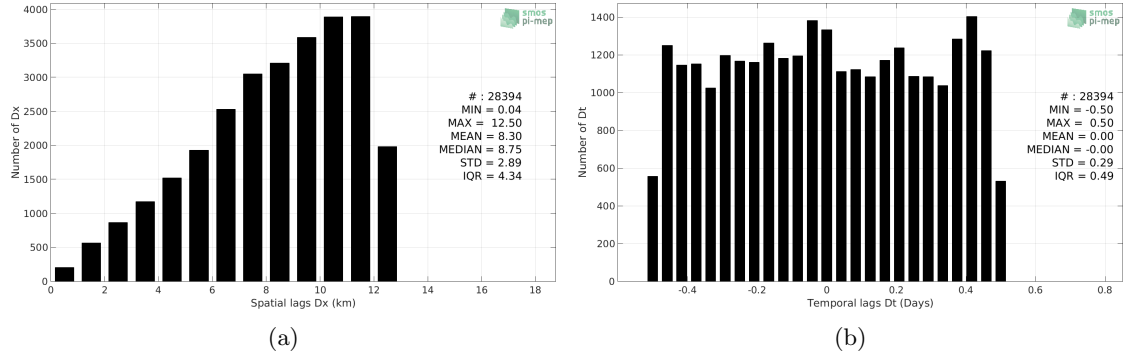 4000
3500
3000
2500
2000
1500
1000
500
0
Number of Dx
smos
pi-mep
# : 28394
MIN = 0.04
MAX = 12.50
MEAN = 8.30
MEDIAN = 8.75
STD = 2.89
IQR = 4.34
0 2 4 6 8 10 12 14 16 18
Spatial lags Dx (km)
(a)
1400
1200
1000
800
600
400
200
0
Number of Dt
smos
pi-mep
# : 28394
MIN = -0.50
MAX = 0.50
MEAN = 0.00
MEDIAN = -0.00
STD = 0.29
IQR = 0.49
-0.4 -0.2 0 0.2 0.4 0.6 0.8
Temporal lags Dt (Days)
(b)